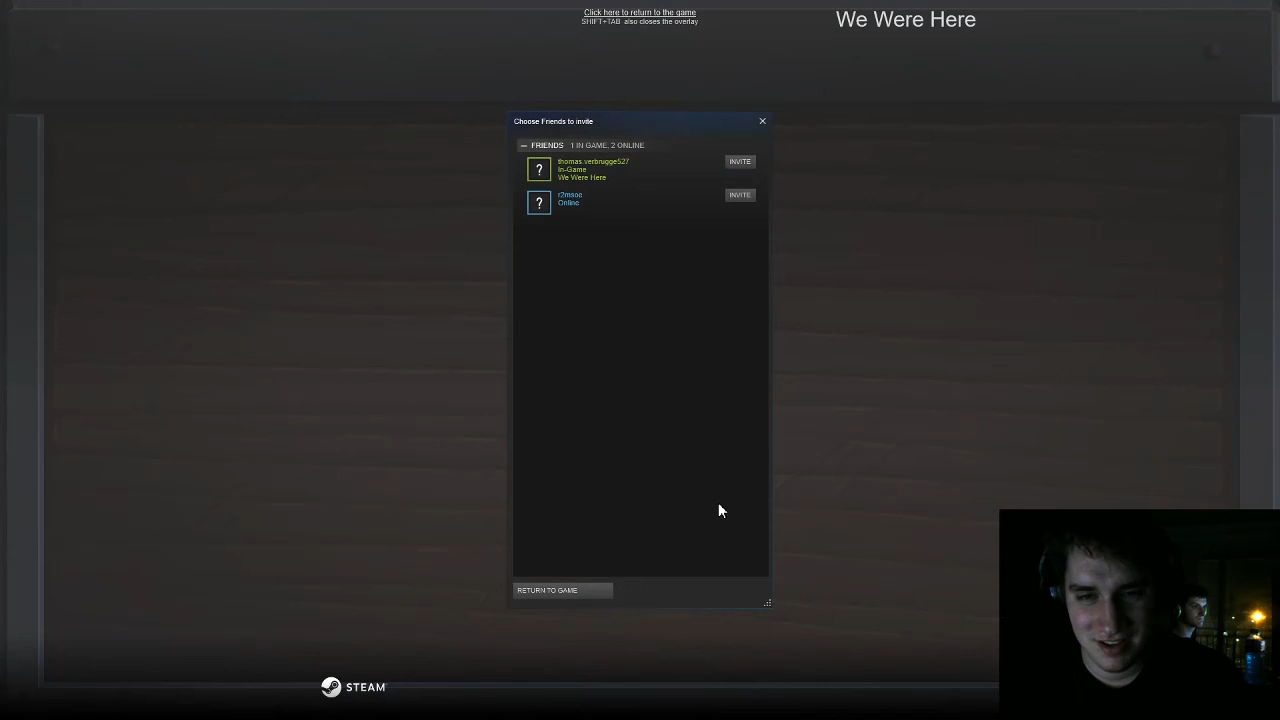 Click here to return to the game
SHIFT+TAB also closes the overlay
We Were Here
Choose Friends to invite
FRIENDS 1 IN GAME, 2 ONLINE
thomas.verbrugge527
In-Game
We Were Here
INVITE
r2msoe
Online
INVITE
RETURN TO GAME
STEAM